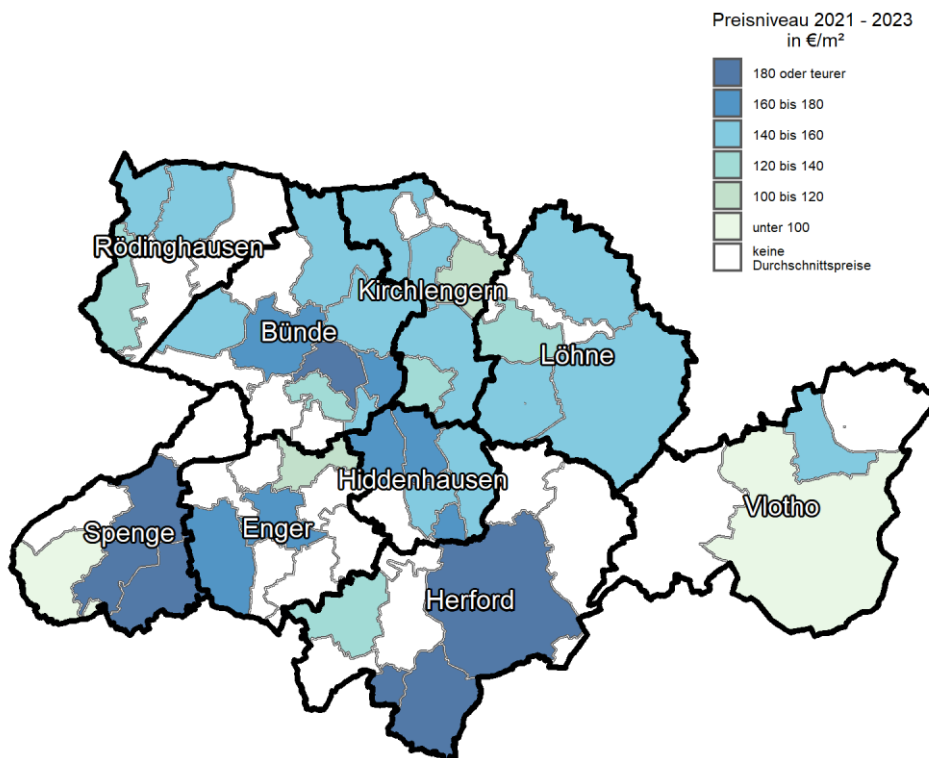 Preisniveau 2021 - 2023
in €/m²
180 oder teurer
160 bis 180
140 bis 160
120 bis 140
100 bis 120
unter 100
keine
Durchschnittspreise
Rödinghausen
Kirchlengern
Bünde
Löhne
Hiddenhausen
Vlotho
Spenge
Enger
Herford